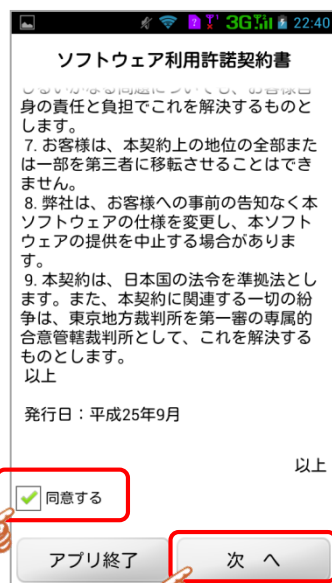 3G 22:40
ソフトウェア利用許諾契約書
身の責任と負担でこれを解決するものと
します。
7. お客様は、本契約上の地位の全部また
は一部を第三者に移転させることはでき
ません。
8. 弊社は、お客様への事前の告知なく本
ソフトウェアの仕様を変更し、本ソフト
ウェアの提供を中止する場合がありま
す。
9. 本契約は、日本国の法令を準拠法とし
ます。また、本契約に関連する一切の紛
争は、東京地方裁判所を第一審の専属的
合意管轄裁判所として、これを解決する
ものとします。
以上
発行日：平成25年9月
以上
同意する
アプリ終了 次 へ